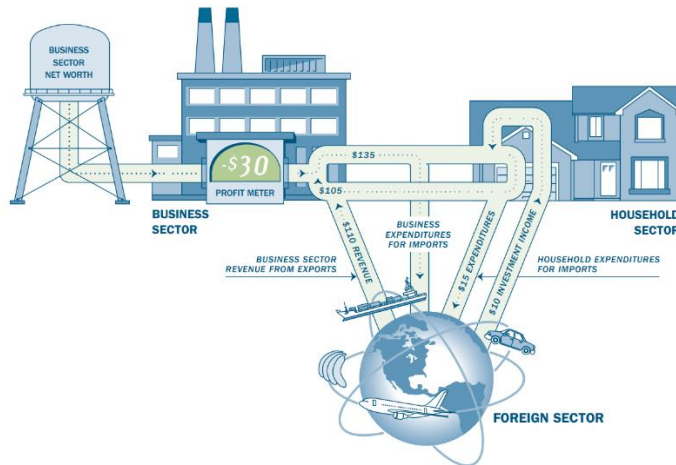 BUSINESS
SECTOR
NET WORTH
-$30
PROFIT METER
BUSINESS
SECTOR
$135
$105
HOUSEHOLD
SECTOR
$110 REVENUE
BUSINESS
EXPENDITURES
FOR IMPORTS
$15 EXPENDITURES
$10 INVESTMENT INCOME
BUSINESS SECTOR
REVENUE FROM EXPORTS
HOUSEHOLD EXPENDITURES
FOR IMPORTS
FOREIGN SECTOR